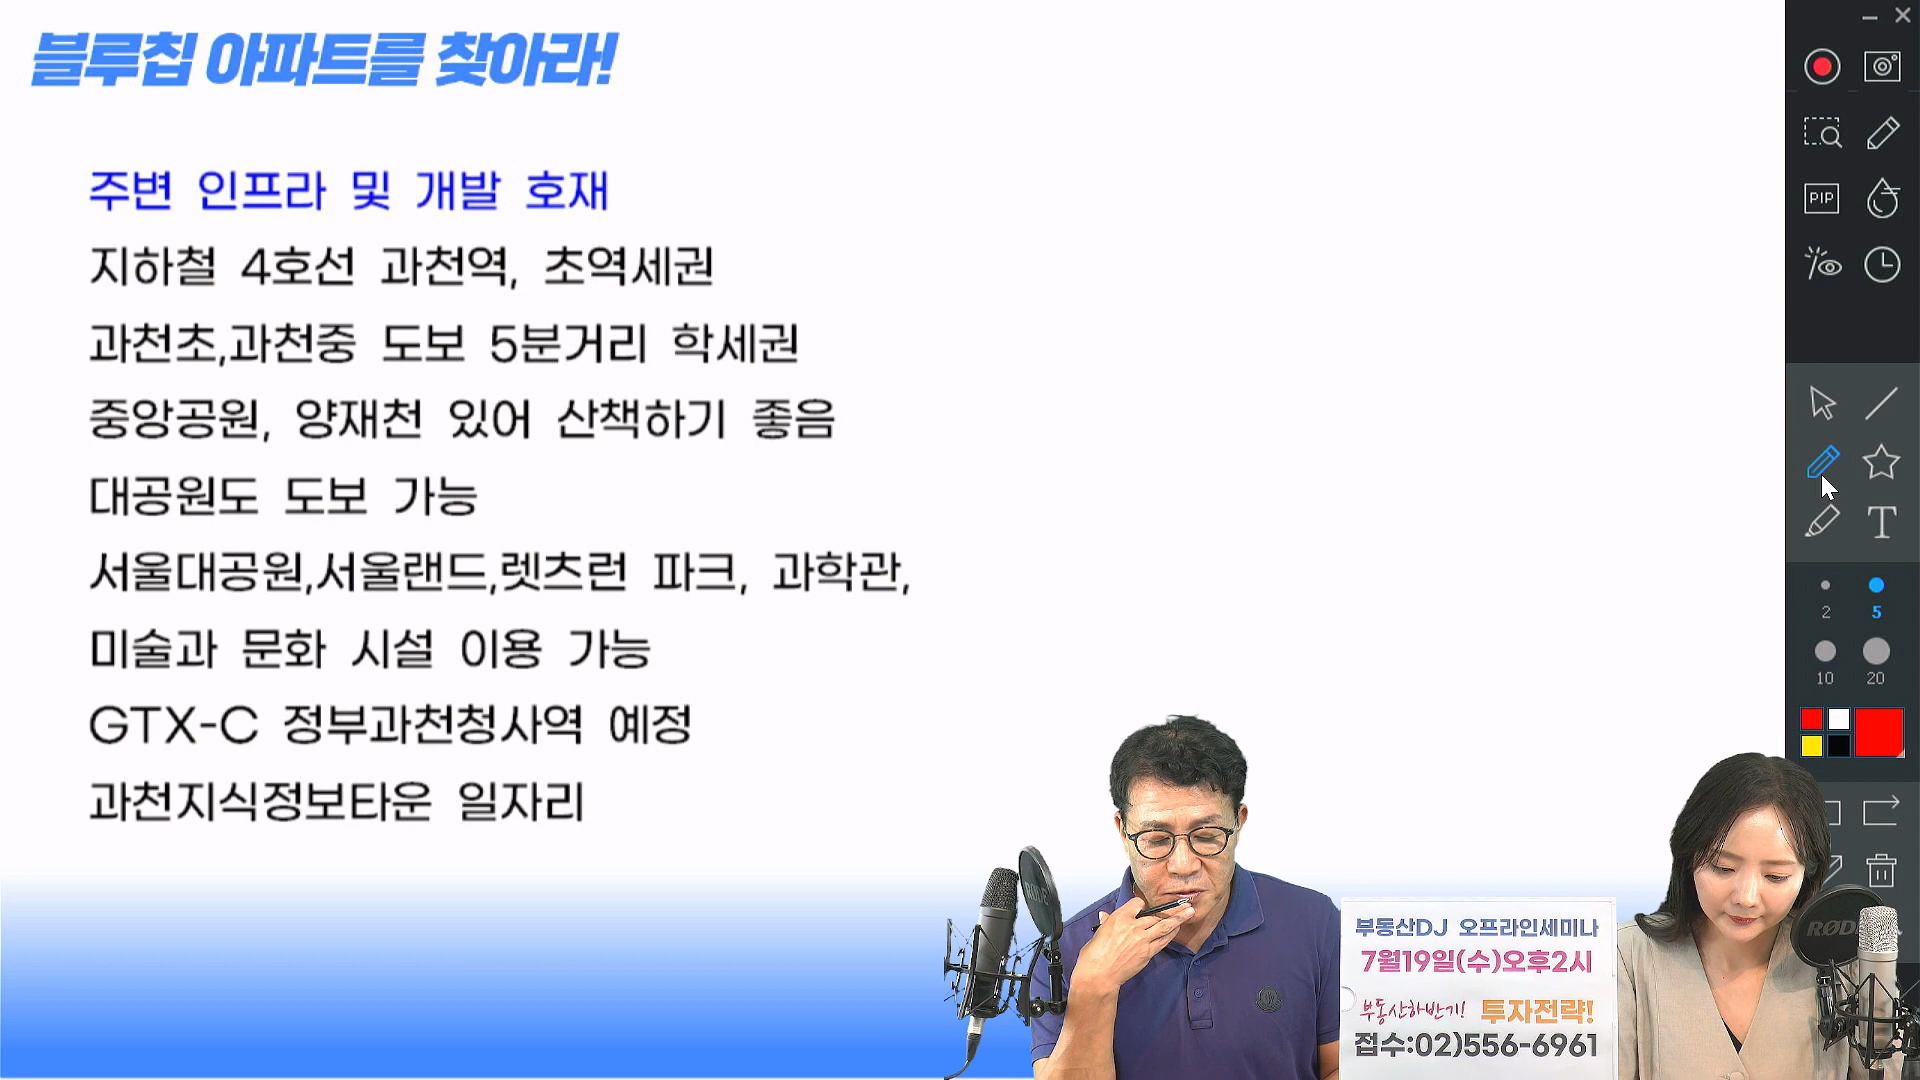 블루칩 아파트를 찾아라!
주변 인프라 및 개발 호재
지하철 4호선 과천역, 초역세권
과천초,과천중 도보 5분거리 학세권
중앙공원, 양재천 있어 산책하기 좋음
대공원도 도보 가능
서울대공원,서울랜드,렛츠런 파크, 과학관,
미술과 문화 시설 이용 가능
GTX-C 정부과천청사역 예정
과천지식정보타운 일자리
PIP
T
2 5
10 20
부동산DJ 오프라인세미나
7월19일(수)오후2시
부동산하반기! 투자전략!
접수:02)556-6961